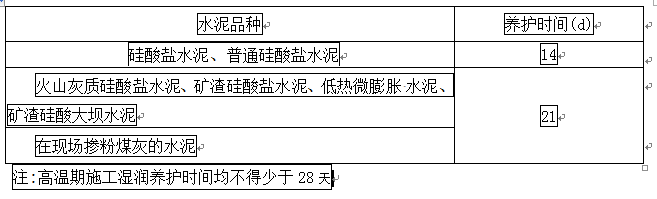 水泥品种 养护时间(d)
硅酸盐水泥、普通硅酸盐水泥 14
火山灰质硅酸盐水泥、矿渣硅酸盐水泥、低热微膨胀 水泥、
矿渣硅酸大坝水泥
21
在现场掺粉煤灰的水泥
注:高温期施工湿润养护时间均不得少于 28 天